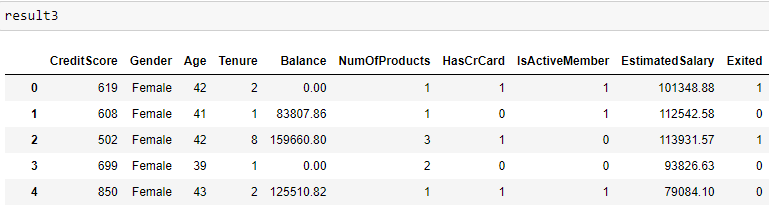 result3
CreditScore Gender Age Tenure Balance NumOfProducts HasCrCard IsActiveMember EstimatedSalary Exited
0 619 Female 42 2 0.00 1 1 1 101348.88 1
1 608 Female 41 1 83807.86 1 0 1 112542.58 0
2 502 Female 42 8 159660.80 3 1 0 113931.57 1
3 699 Female 39 1 0.00 2 0 0 93826.63 0
4 850 Female 43 2 125510.82 1 1 1 79084.10 0